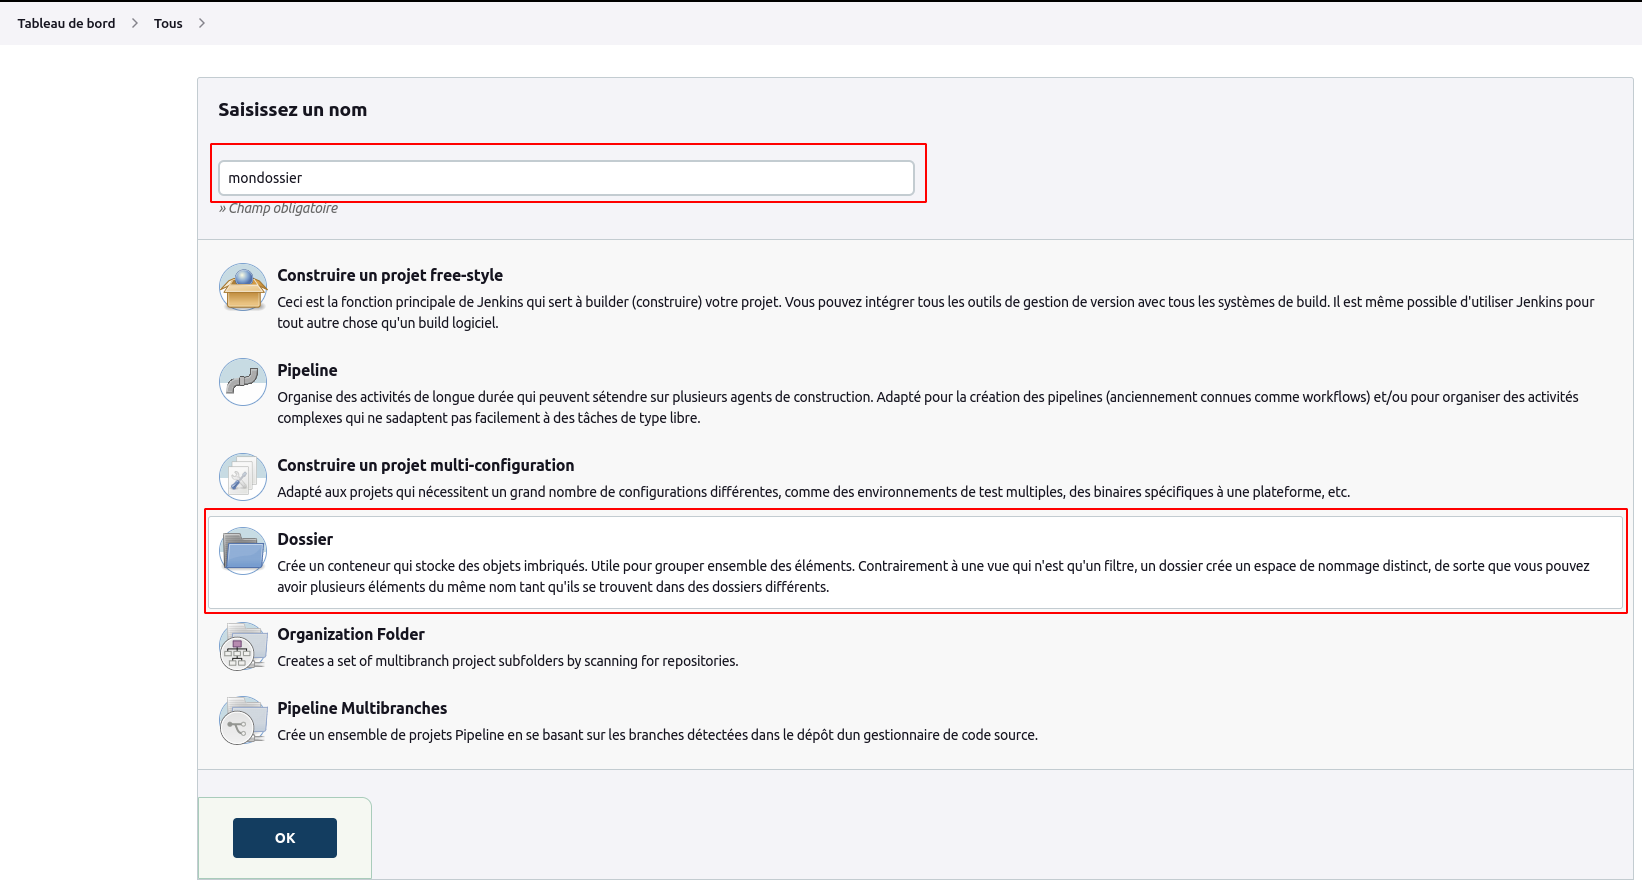 Tableau de bord > Tous >
Saisissez un nom
mondossier
» Champ obligatoire
Construire un projet free-style
Ceci est la fonction principale de Jenkins qui sert à builder (construire) votre projet. Vous pouvez intégrer tous les outils de gestion de version avec tous les systèmes de build. Il est même possible d'utiliser Jenkins pour
tout autre chose qu'un build logiciel.
Pipeline
Organise des activités de longue durée qui peuvent sétendre sur plusieurs agents de construction. Adapté pour la création des pipelines (anciennement connues comme workflows) et/ou pour organiser des activités
complexes qui ne sadaptent pas facilement à des tâches de type libre.
Construire un projet multi-configuration
Adapté aux projets qui nécessitent un grand nombre de configurations différentes, comme des environnements de test multiples, des binaires spécifiques à une plateforme, etc.
Dossier
Crée un conteneur qui stocke des objets imbriqués. Utile pour grouper ensemble des éléments. Contrairement à une vue qui n'est qu'un filtre, un dossier crée un espace de nommage distinct, de sorte que vous pouvez
avoir plusieurs éléments du même nom tant qu'ils se trouvent dans des dossiers différents.
Organization Folder
Creates a set of multibranch project subfolders by scanning for repositories.
Pipeline Multibranches
Crée un ensemble de projets Pipeline en se basant sur les branches détectées dans le dépôt dun gestionnaire de code source.
OK